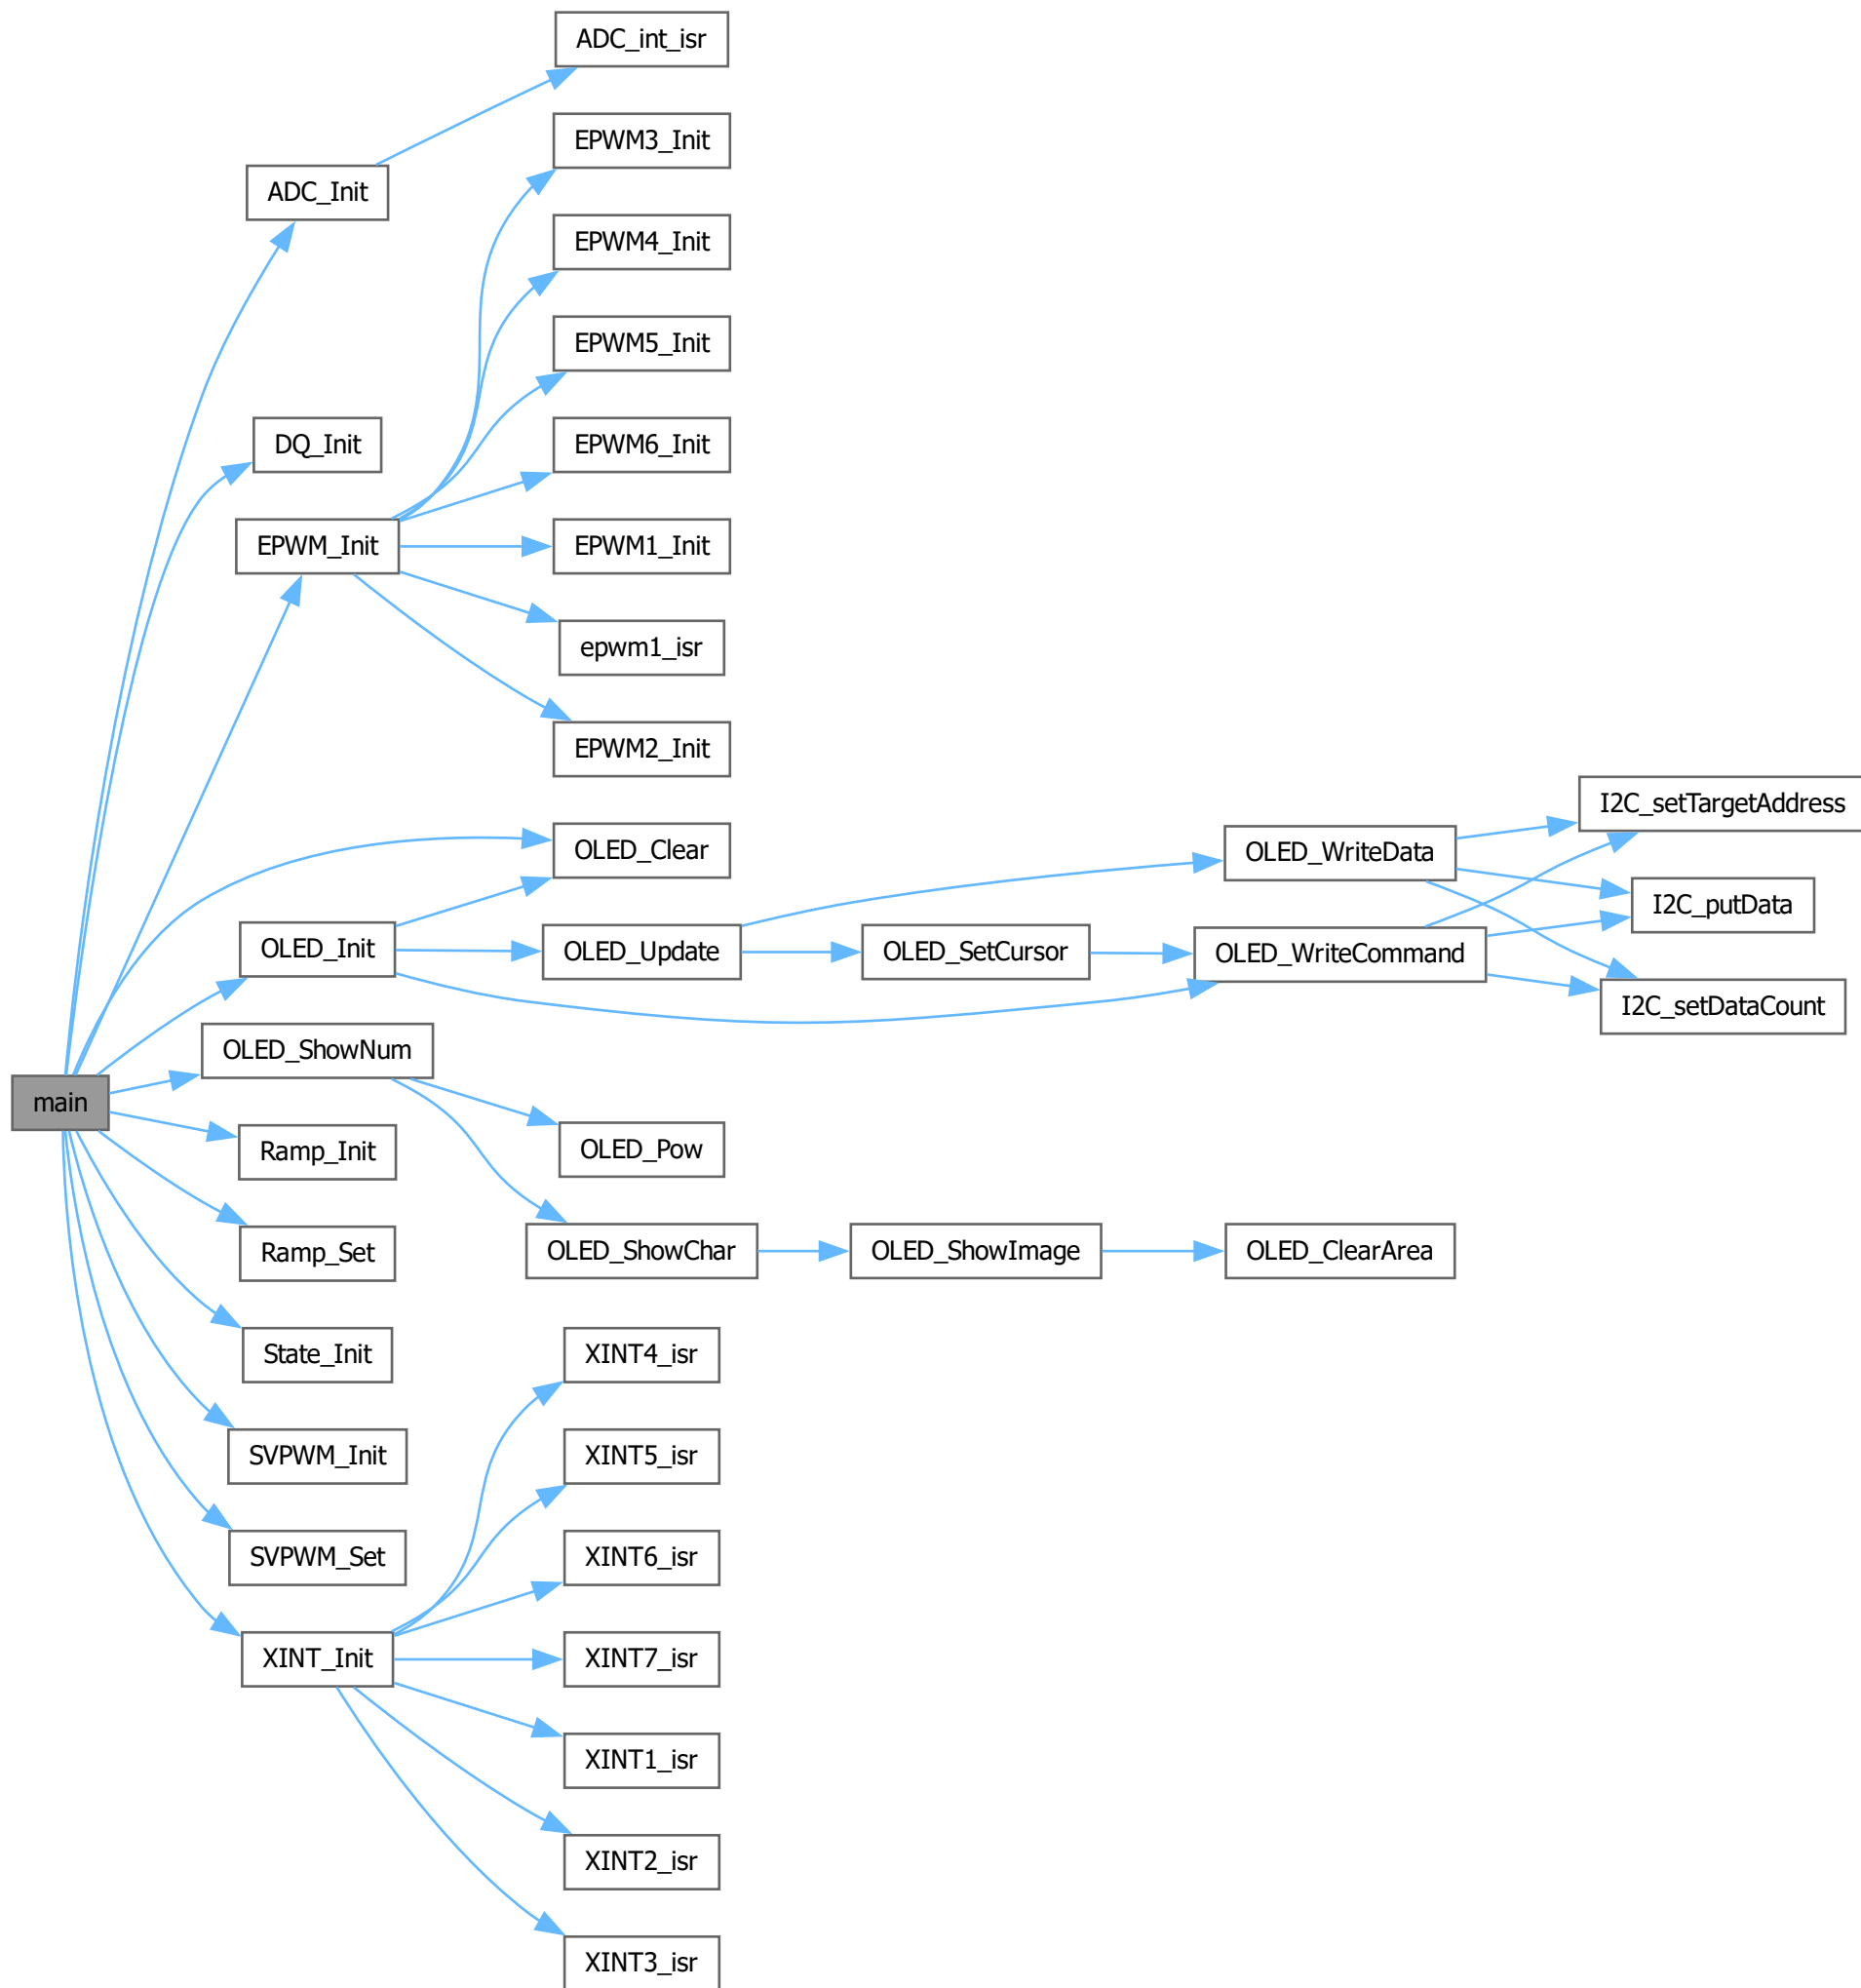 ADC_int_isr
EPWM3_Init
ADC_Init
EPWM4_Init
EPWM5_Init
DQ_Init
EPWM6_Init
EPWM_Init
EPWM1_Init
epwm1_isr
EPWM2_Init
I2C_setTargetAddress
OLED_Clear
OLED_WriteData
I2C_putData
OLED_Init
OLED_Update
OLED_SetCursor
OLED_WriteCommand
I2C_setDataCount
OLED_ShowNum
main
Ramp_Init
OLED_Pow
Ramp_Set
OLED_ShowChar
OLED_ShowImage
OLED_ClearArea
State_Init
XINT4_isr
SVPWM_Init
XINT5_isr
SVPWM_Set
XINT6_isr
XINT_Init
XINT7_isr
XINT1_isr
XINT2_isr
XINT3_isr